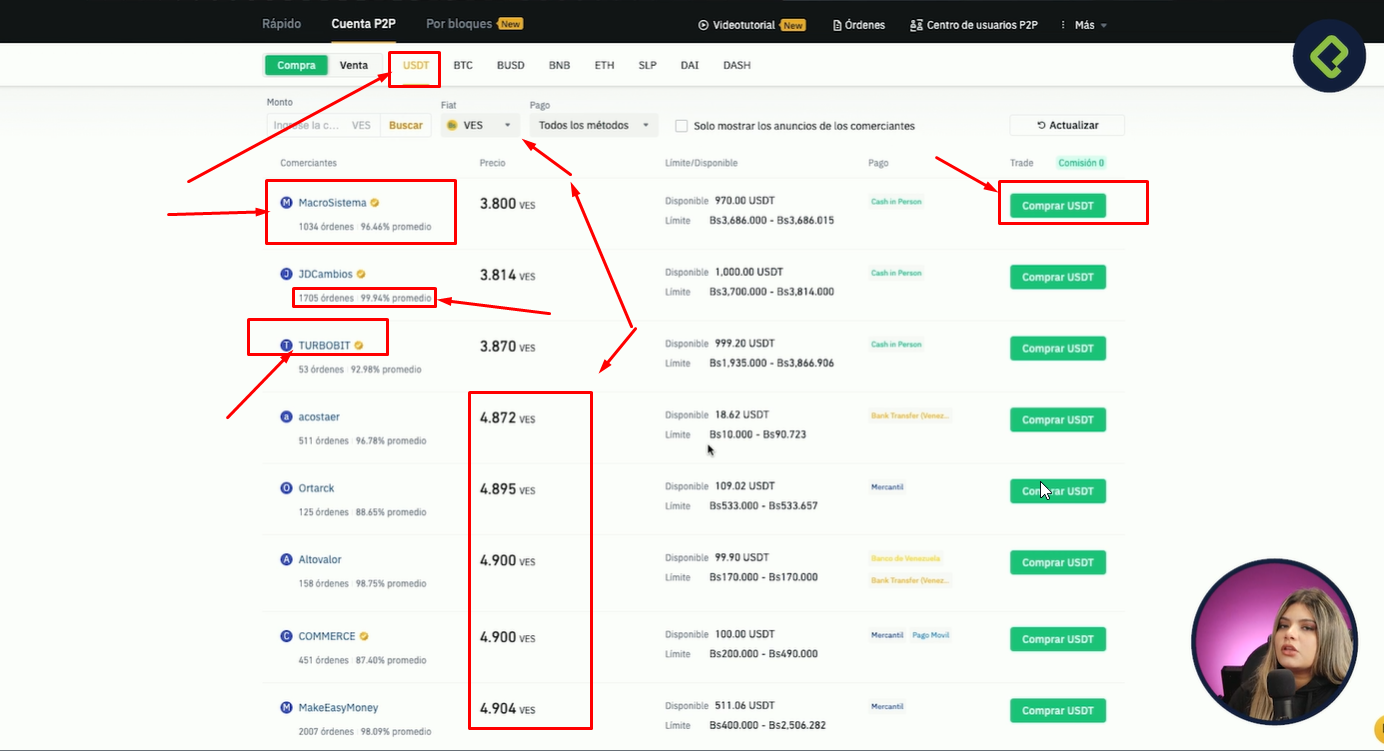 Rápido Cuenta P2P Por bloques New Videotutorial New Órdenes Centro de usuarios P2P Más
Compra Venta USDT BTC BUSD BNB ETH SLP DAI DASH
Monto Fiat Pago
Ingrese la c... VES Buscar VES Todos los métodos Solo mostrar los anuncios de los comerciantes Actualizar
Comerciantes Precio Límite/Disponible Pago Trade Comisión 0
M MacroSistema 3.800 VES Disponible 970.00 USDT Cash in Person Comprar USDT
1034 órdenes 96.46% promedio Límite Bs3,686.000 - Bs3,686.015
J JDCambios 3.814 VES Disponible 1,000.00 USDT Cash in Person Comprar USDT
1705 órdenes 99.94% promedio Límite Bs3,700.000 - Bs3,814.000
T TURBOBIT 3.870 VES Disponible 999.20 USDT Cash in Person Comprar USDT
53 órdenes 92.98% promedio Límite Bs1,935.000 - Bs3,866.906
a acostaer 4.872 VES Disponible 18.62 USDT Bank Transfer (Venez... Comprar USDT
511 órdenes 96.78% promedio Límite Bs10.000 - Bs90.723
O Ortarck 4.895 VES Disponible 109.02 USDT Mercantil Comprar USDT
125 órdenes 88.65% promedio Límite Bs533.000 - Bs533.657
A Altovalor 4.900 VES Disponible 99.90 USDT Banco de Venezuela Comprar USDT
158 órdenes 98.75% promedio Límite Bs170.000 - Bs170.000 Bank Transfer (Venez...
C COMMERCE 4.900 VES Disponible 100.00 USDT Mercantil Pago Movil Comprar USDT
451 órdenes 87.40% promedio Límite Bs200.000 - Bs490.000
M MakeEasyMoney 4.904 VES Disponible 511.06 USDT Mercantil Comprar USDT
2007 órdenes 98.09% promedio Límite Bs400.000 - Bs2,506.282